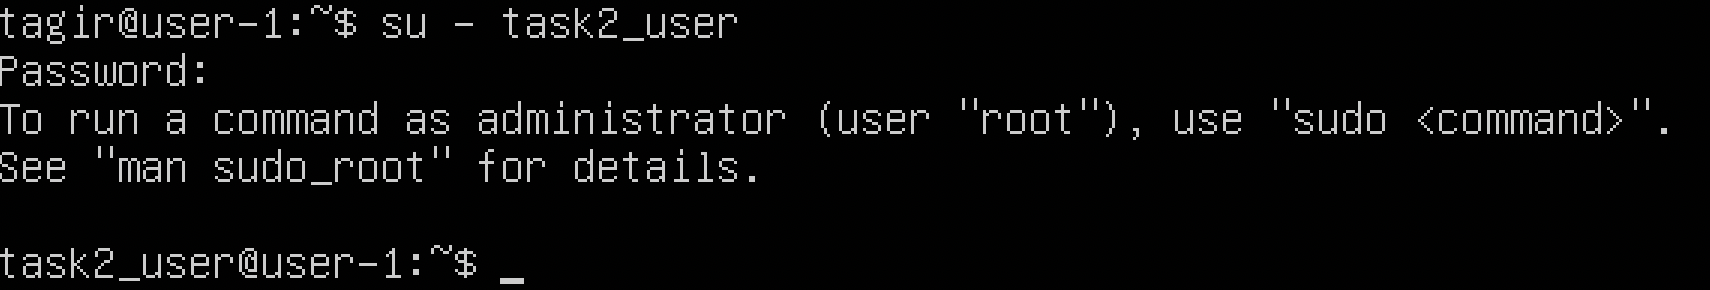 tagir@user-1:~$ su - task2_user
Password:
To run a command as administrator (user "root"), use "sudo <command>".
See "man sudo_root" for details.
task2_user@user-1:~$ _